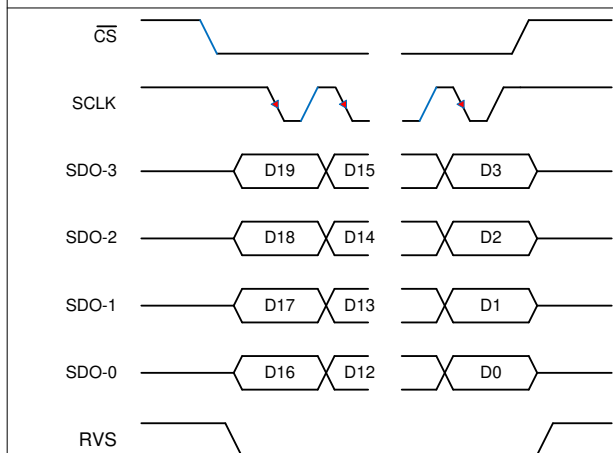 CS
SCLK
SDO-3 D19 D15 D3
SDO-2 D18 D14 D2
SDO-1 D17 D13 D1
SDO-0 D16 D12 D0
RVS